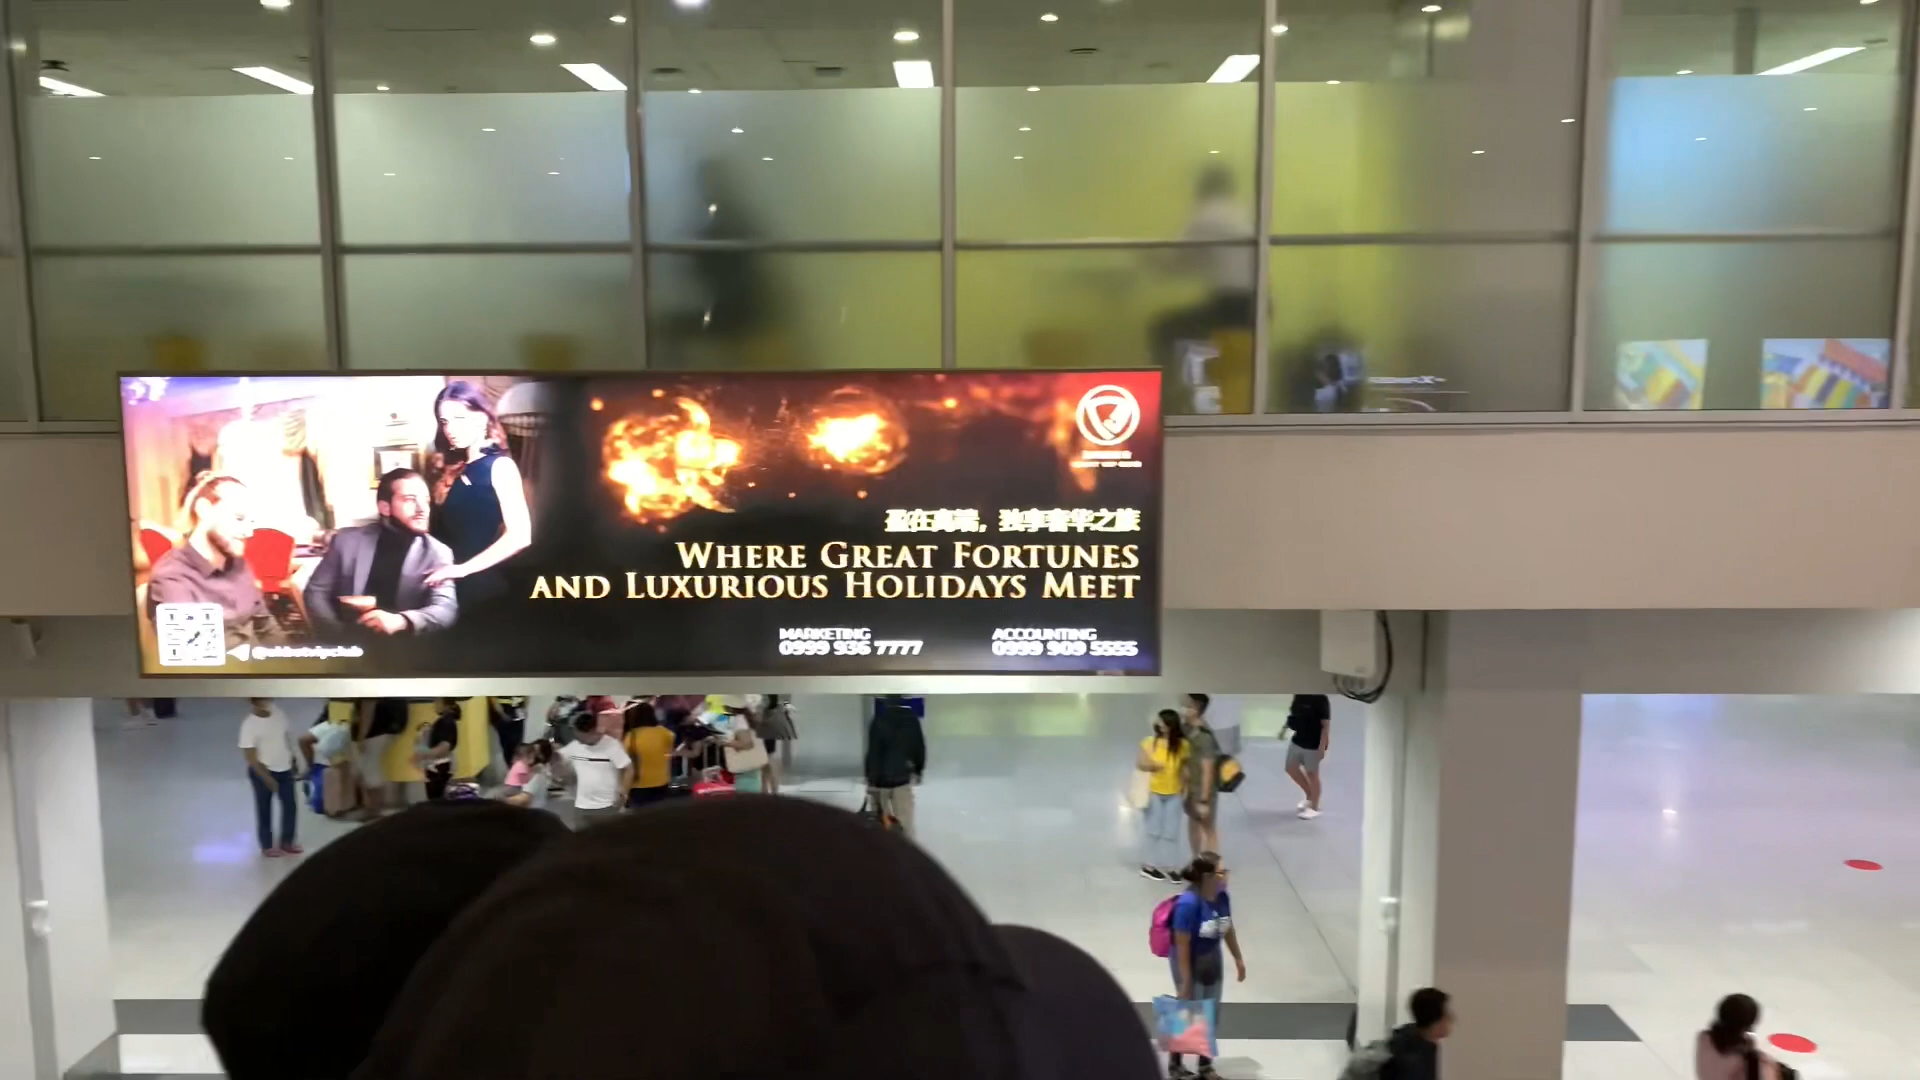 WHERE GREAT FORTUNES
AND LUXURIOUS HOLIDAYS MEET
MARKETING
0999 936 7777
ACCOUNTING
0999 909 5555